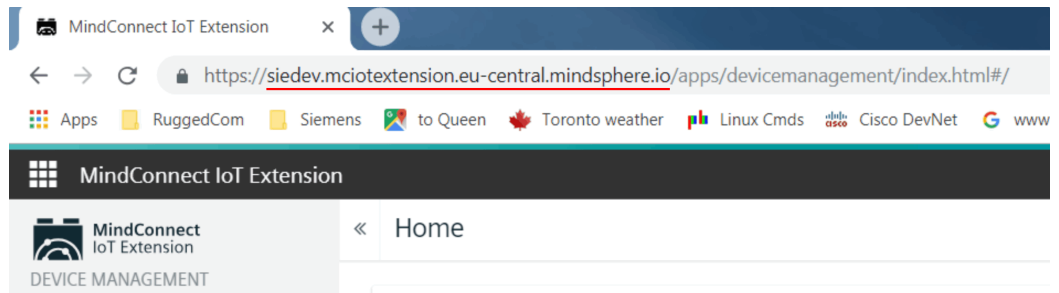 MindConnect IoT Extension
https://siedev.mciotextension.eu-central.mindsphere.io/apps/devicemanagement/index.html#/
Apps RuggedCom Siemens to Queen Toronto weather Linux Cmds cisco Cisco DevNet G www
MindConnect IoT Extension
MindConnect
IoT Extension
« Home
DEVICE MANAGEMENT